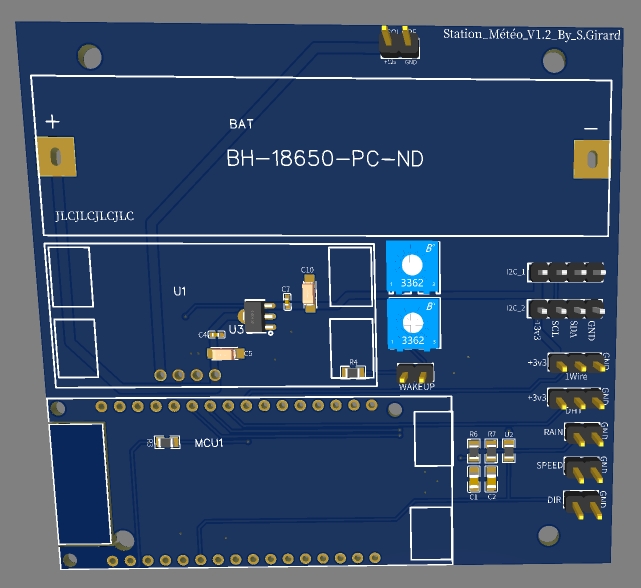 Station_Météo_V1.2_By_S.Girard
+12v GND
+ BAT −
BH-18650-PC-ND
JLCJLCJLCJLC
U1
C10
C7
U3
C4
C5
R4
3362
3362
WAKEUP
I2C_1
I2C_2
+3v3 SCL SDA GND
+3v3 GND
1Wire
+3v3 GND
DHT
RAIN GND
SPEED GND
DIR GND
MCU1
R6 R7 U2
C1 C2